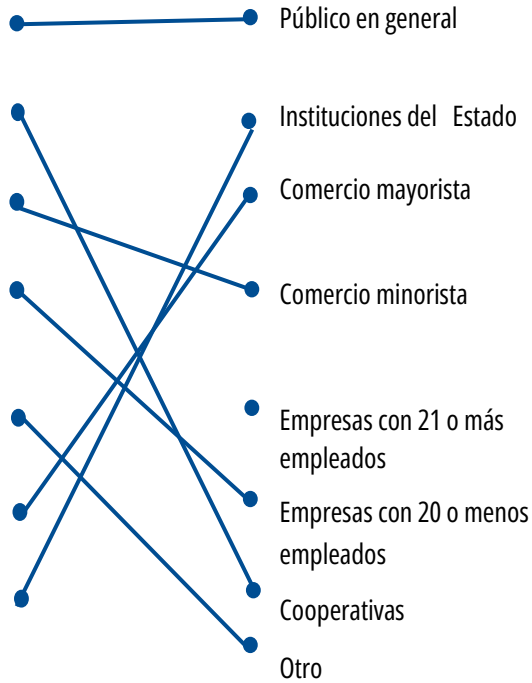 Público en general
Instituciones del Estado
Comercio mayorista
Comercio minorista
Empresas con 21 o más
empleados
Empresas con 20 o menos
empleados
Cooperativas
Otro